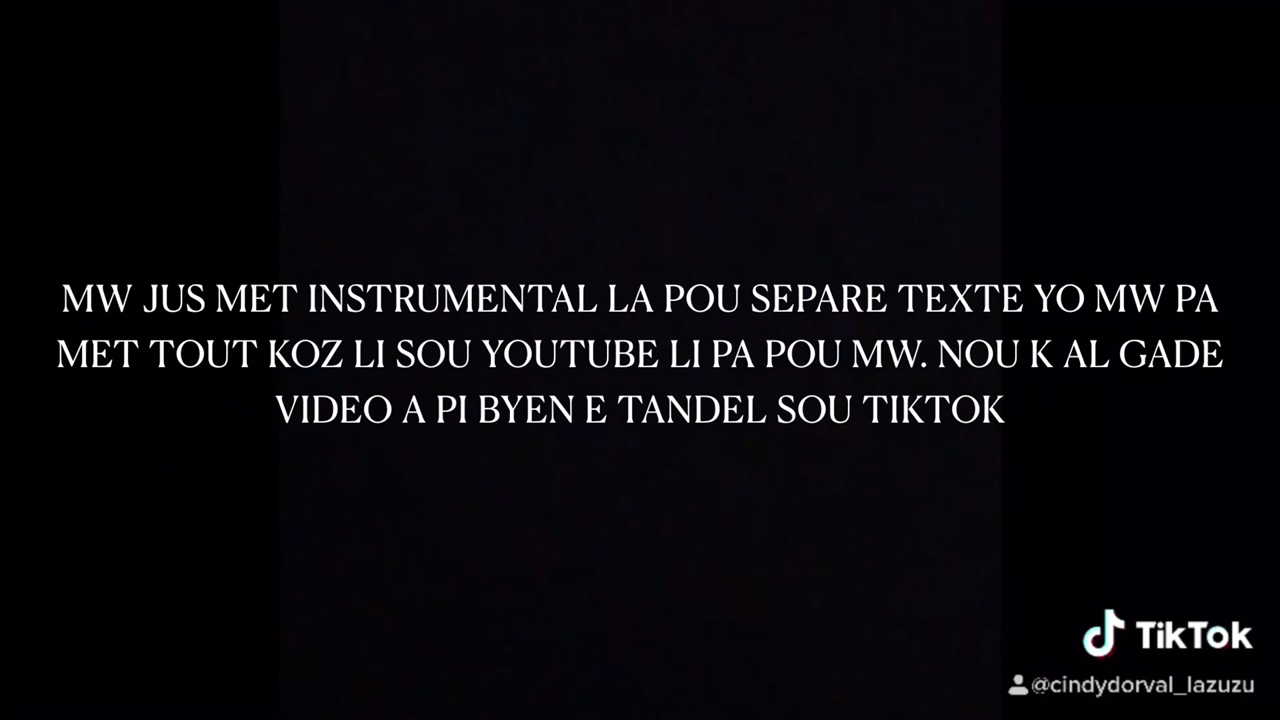 MW JUS MET INSTRUMENTAL LA POU SEPARE TEXTE YO MW PA
MET TOUT KOZ LI SOU YOUTUBE LI PA POU MW. NOU K AL GADE
VIDEO A PI BYEN E TANDEL SOU TIKTOK
TikTok
@cindydorval_lazuzu